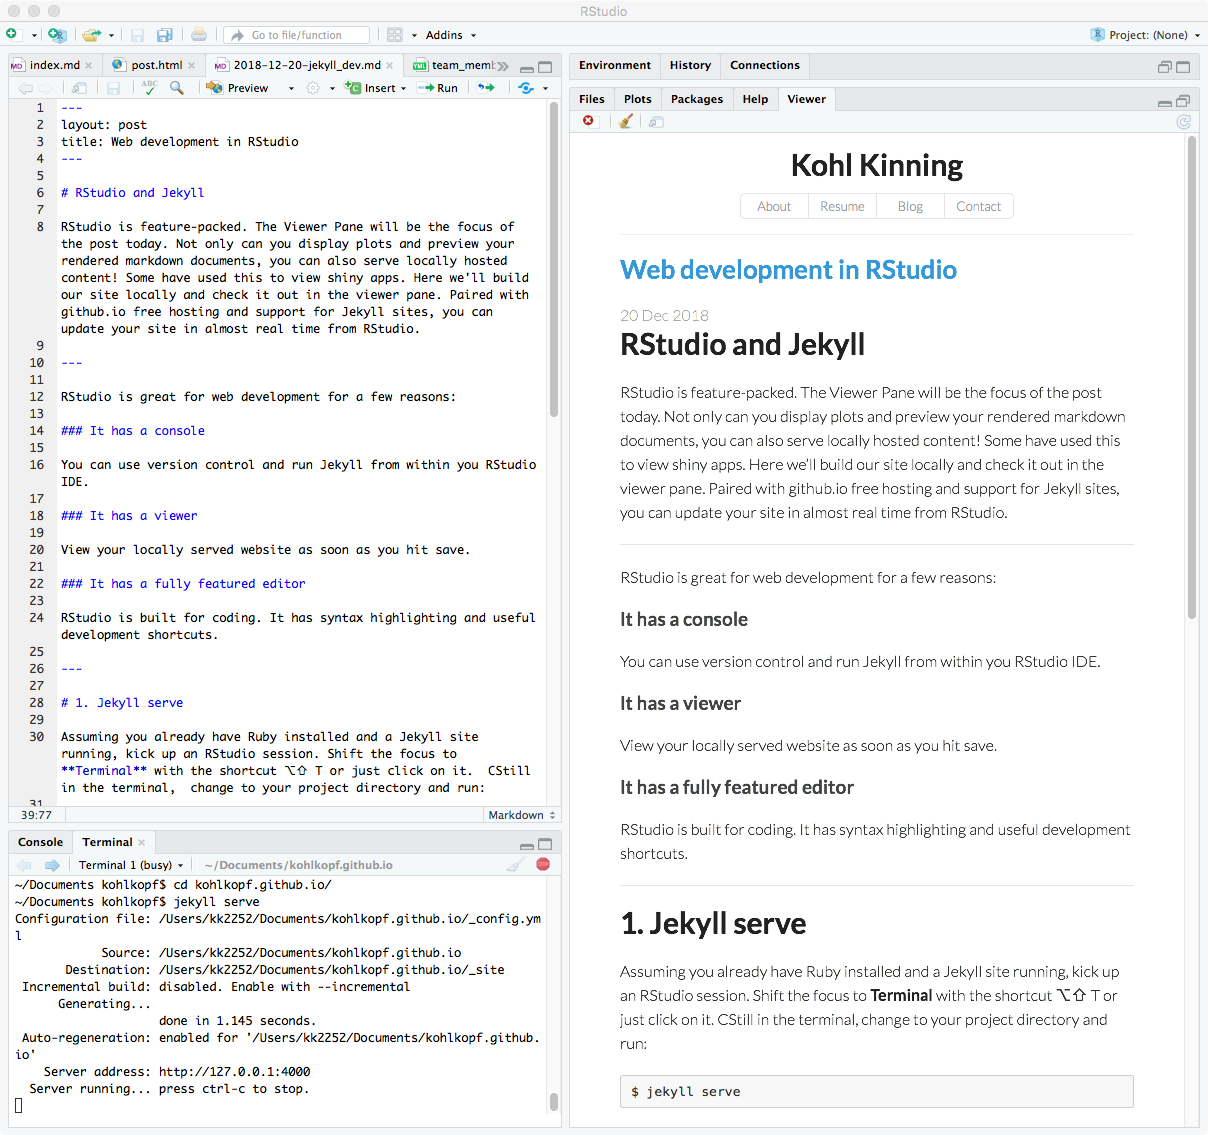 RStudio
Go to file/function
Addins
Project: (None)
index.md
post.html
MD 2018-12-20-jekyll_dev.md
Preview
Insert
Run
1 ---
2 layout: post
3 title: Web development in RStudio
4 ---
5
6 # RStudio and Jekyll
7
8 RStudio is feature-packed. The Viewer Pane will be the focus of
the post today. Not only can you display plots and preview your
rendered markdown documents, you can also serve locally hosted
content! Some have used this to view shiny apps. Here we'll build
our site locally and check it out in the viewer pane. Paired with
github.io free hosting and support for Jekyll sites, you can
update your site in almost real time from RStudio.
9
10 ---
11
12 RStudio is great for web development for a few reasons:
13
14 ### It has a console
15
16 You can use version control and run Jekyll from within you RStudio
IDE.
17
18 ### It has a viewer
19
20 View your locally served website as soon as you hit save.
21
22 ### It has a fully featured editor
23
24 RStudio is built for coding. It has syntax highlighting and useful
development shortcuts.
25
26 ---
27
28 # 1. Jekyll serve
29
30 Assuming you already have Ruby installed and a Jekyll site
running, kick up an RStudio session. Shift the focus to
**Terminal** with the shortcut ⌥⇧ T or just click on it.  CStill
in the terminal,  change to your project directory and run:
31
39:77
Markdown
Console
Terminal
Terminal 1 (busy)
~/Documents/kohlkopf.github.io
~/Documents kohlkopf$ cd kohlkopf.github.io/
~/Documents kohlkopf$ jekyll serve
Configuration file: /Users/kk2252/Documents/kohlkopf.github.io/_config.ym
l
Source: /Users/kk2252/Documents/kohlkopf.github.io
Destination: /Users/kk2252/Documents/kohlkopf.github.io/_site
Incremental build: disabled. Enable with --incremental
Generating...
done in 1.145 seconds.
Auto-regeneration: enabled for '/Users/kk2252/Documents/kohlkopf.github.
io'
Server address: http://127.0.0.1:4000
Server running... press ctrl-c to stop.
Environment
History
Connections
Files
Plots
Packages
Help
Viewer
Kohl Kinning
About
Resume
Blog
Contact
Web development in RStudio
20 Dec 2018
RStudio and Jekyll
RStudio is feature-packed. The Viewer Pane will be the focus of the post
today. Not only can you display plots and preview your rendered markdown
documents, you can also serve locally hosted content! Some have used this
to view shiny apps. Here we'll build our site locally and check it out in the
viewer pane. Paired with github.io free hosting and support for Jekyll sites,
you can update your site in almost real time from RStudio.
RStudio is great for web development for a few reasons:
It has a console
You can use version control and run Jekyll from within you RStudio IDE.
It has a viewer
View your locally served website as soon as you hit save.
It has a fully featured editor
RStudio is built for coding. It has syntax highlighting and useful development
shortcuts.
1. Jekyll serve
Assuming you already have Ruby installed and a Jekyll site running, kick up
an RStudio session. Shift the focus to Terminal with the shortcut ⌥⇧ T or
just click on it. CStill in the terminal, change to your project directory and
run:
$ jekyll serve